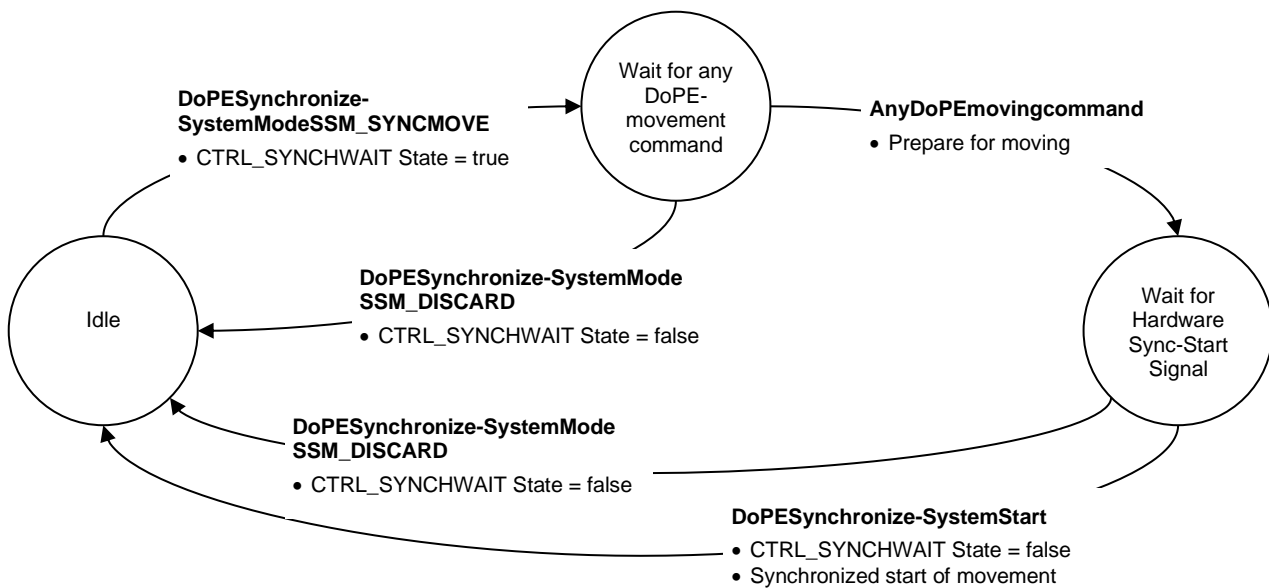 Wait for any
DoPE-
movement
command
DoPESynchronize-
SystemModeSSM_SYNCMOVE
• CTRL_SYNCHWAIT State = true
AnyDoPEmovingcommand
• Prepare for moving
DoPESynchronize-SystemMode
SSM_DISCARD
• CTRL_SYNCHWAIT State = false
Idle
Wait for
Hardware
Sync-Start
Signal
DoPESynchronize-SystemMode
SSM_DISCARD
• CTRL_SYNCHWAIT State = false
DoPESynchronize-SystemStart
• CTRL_SYNCHWAIT State = false
• Synchronized start of movement